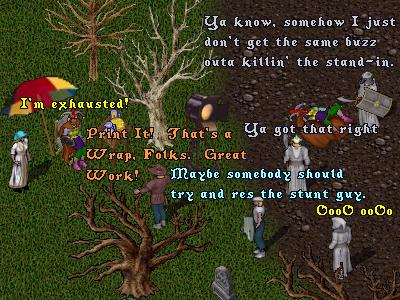 Ya know, somehow I just
don't get the same buzz
outa killin' the stand-in.
I'm exhausted!
Print It! That's a
Wrap, Folks. Great
Work!
Ya got that right
Maybe somebody should
try and res the stunt guy.
OooO ooOo